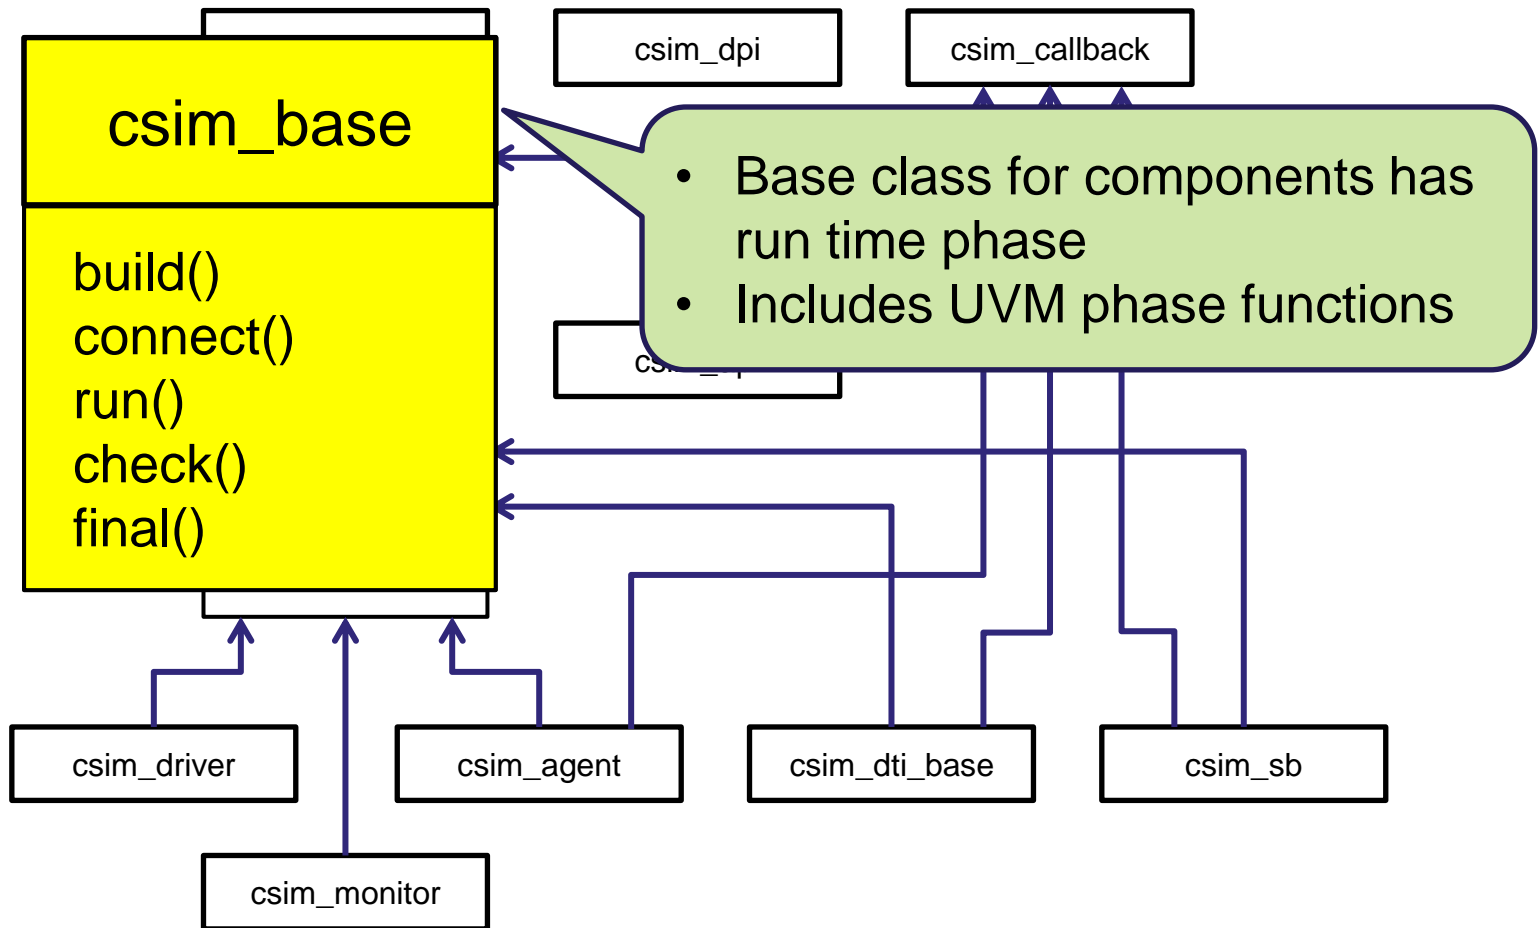 csim_dpi
csim_callback
csim_base
• Base class for components has
run time phase
• Includes UVM phase functions
build()
connect()
run()
check()
final()
csim_driver
csim_agent
csim_dti_base
csim_sb
csim_monitor